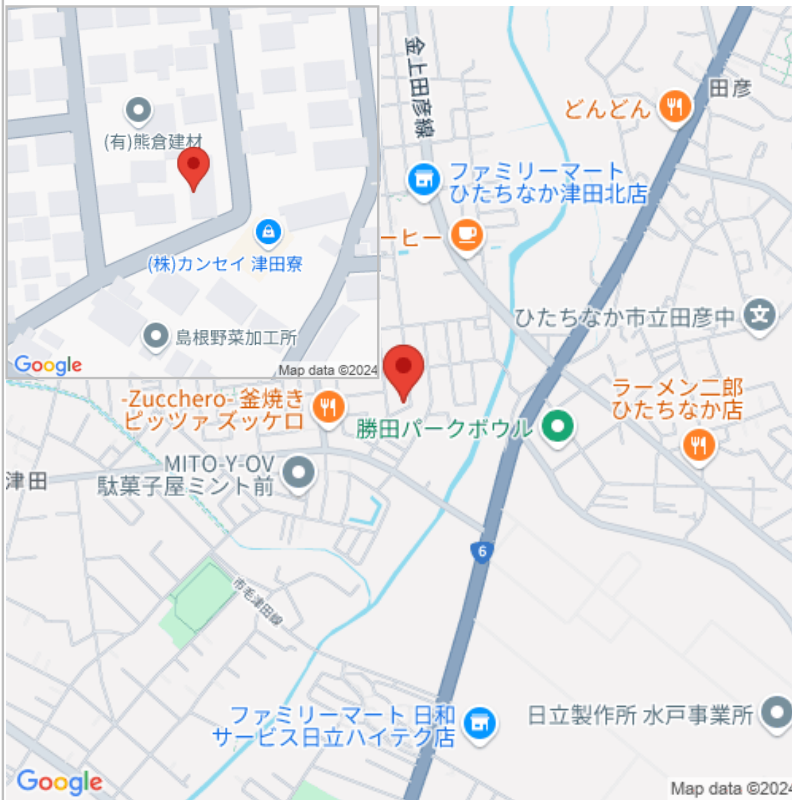 (有)熊倉建材
(株)カンセイ 津田寮
島根野菜加工所
Google
Map data ©2024
金上田彦線
どんどん
田彦
ファミリーマート
ひたちなか津田北店
ーヒー
ひたちなか市立田彦中
-Zucchero- 釜焼き
ピッツァ ズッケロ
ラーメン二郎
ひたちなか店
勝田パークボウル
MITO-Y-OV
駄菓子屋ミント前
津田
6
市毛津田線
ファミリーマート 日和
サービス日立ハイテク店
日立製作所 水戸事業所
Google
Map data ©2024